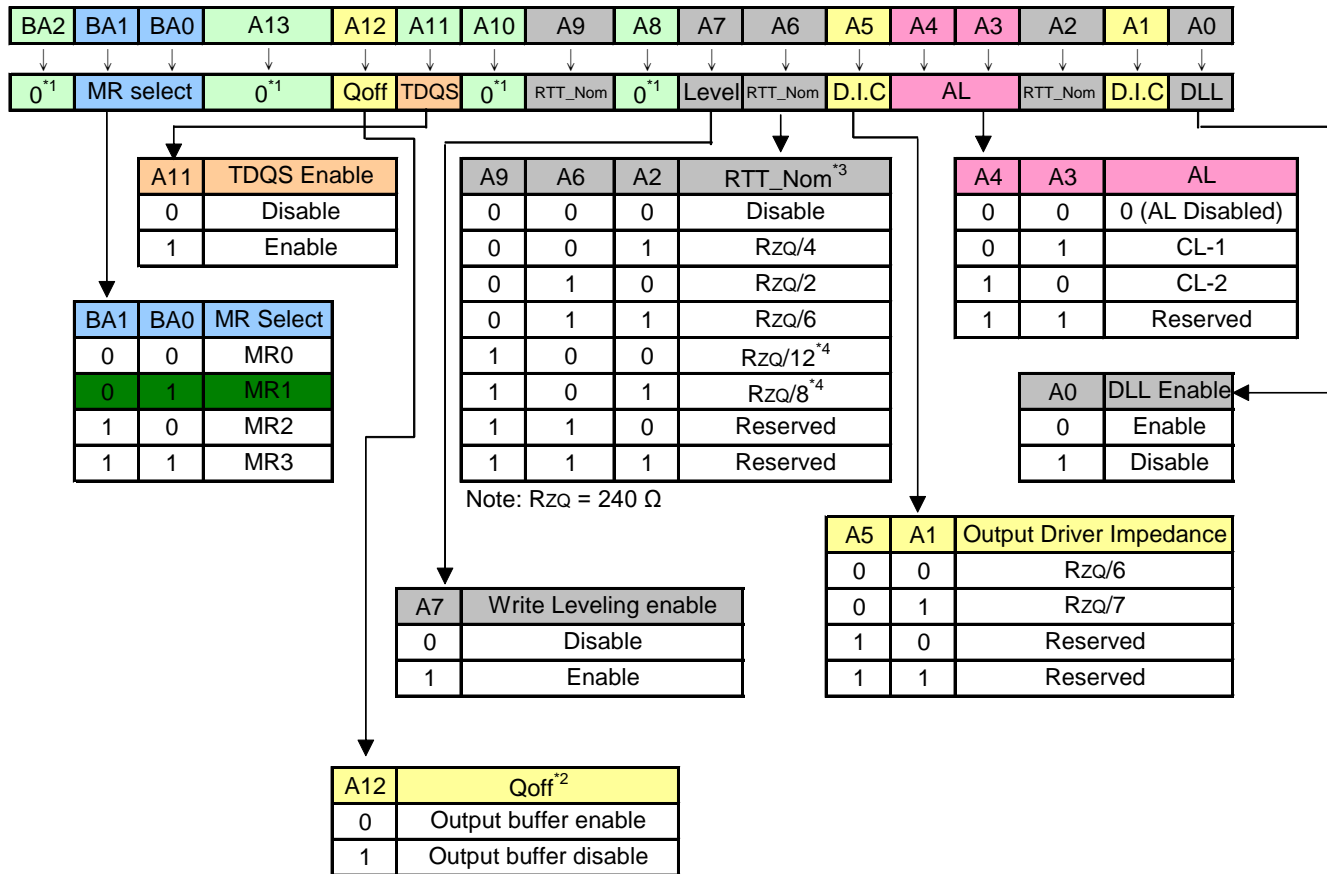 BA2 BA1 BA0 A13 A12 A11 A10 A9 A8 A7 A6 A5 A4 A3 A2 A1 A0
0*1 MR select 0*1 Qoff TDQS 0*1 RTT_Nom 0*1 Level RTT_Nom D.I.C AL RTT_Nom D.I.C DLL
A11 TDQS Enable
0 Disable
1 Enable
BA1 BA0 MR Select
0 0 MR0
0 1 MR1
1 0 MR2
1 1 MR3
A9 A6 A2 RTT_Nom*3
0 0 0 Disable
0 0 1 RZQ/4
0 1 0 RZQ/2
0 1 1 RZQ/6
1 0 0 RZQ/12*4
1 0 1 RZQ/8*4
1 1 0 Reserved
1 1 1 Reserved
Note: RZQ = 240 Ω
A4 A3 AL
0 0 0 (AL Disabled)
0 1 CL-1
1 0 CL-2
1 1 Reserved
A0 DLL Enable
0 Enable
1 Disable
A5 A1 Output Driver Impedance
0 0 RZQ/6
0 1 RZQ/7
1 0 Reserved
1 1 Reserved
A7 Write Leveling enable
0 Disable
1 Enable
A12 Qoff*2
0 Output buffer enable
1 Output buffer disable